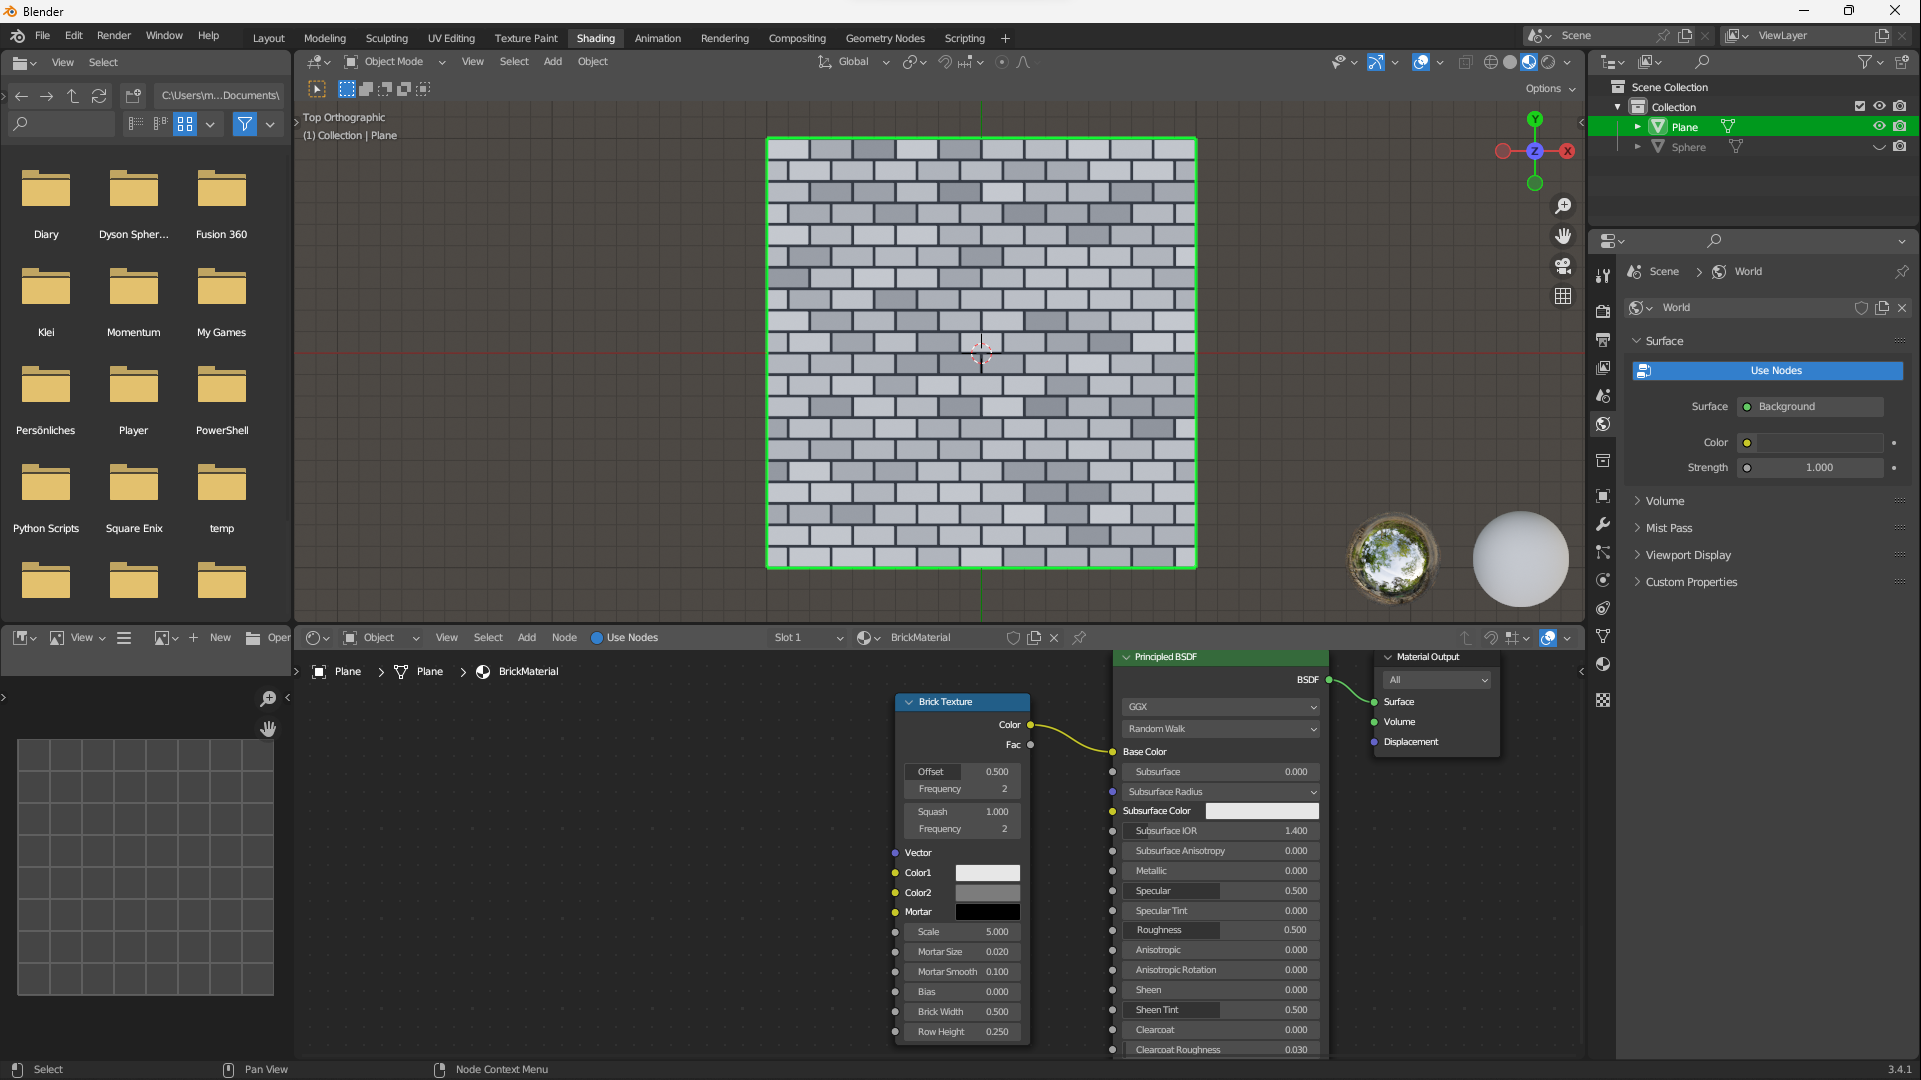 Blender
File Edit Render Window Help
Layout Modeling Sculpting UV Editing Texture Paint Shading Animation Rendering Compositing Geometry Nodes Scripting +
Scene
ViewLayer
View Select
C:\Users\m...Documents\
Diary Dyson Spher... Fusion 360
Klei Momentum My Games
Persönliches Player PowerShell
Python Scripts Square Enix temp
Object Mode View Select Add Object
Global
Options
Top Orthographic
(1) Collection | Plane
Y
Z
X
Scene Collection
Collection
Plane
Sphere
Scene > World
World
Surface
Use Nodes
Surface Background
Color
Strength 1.000
Volume
Mist Pass
Viewport Display
Custom Properties
View + New Oper
Object View Select Add Node Use Nodes Slot 1 BrickMaterial
Plane > Plane > BrickMaterial
Brick Texture
Color
Fac
Offset 0.500
Frequency 2
Squash 1.000
Frequency 2
Vector
Color1
Color2
Mortar
Scale 5.000
Mortar Size 0.020
Mortar Smooth 0.100
Bias 0.000
Brick Width 0.500
Row Height 0.250
Principled BSDF
BSDF
GGX
Random Walk
Base Color
Subsurface 0.000
Subsurface Radius
Subsurface Color
Subsurface IOR 1.400
Subsurface Anisotropy 0.000
Metallic 0.000
Specular 0.500
Specular Tint 0.000
Roughness 0.500
Anisotropic 0.000
Anisotropic Rotation 0.000
Sheen 0.000
Sheen Tint 0.500
Clearcoat 0.000
Clearcoat Roughness 0.030
Material Output
All
Surface
Volume
Displacement
Select Pan View Node Context Menu 3.4.1